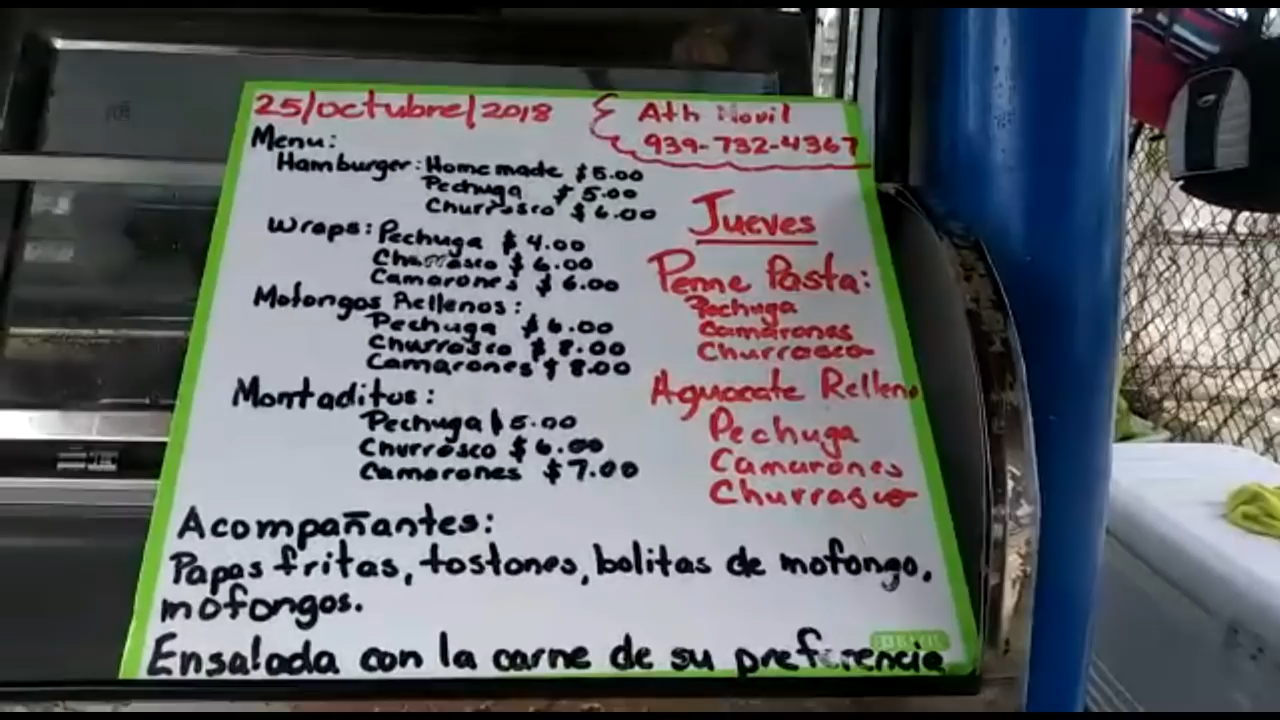 25/octubre/2018
Ath Movil
939-732-4367
Menu:
Hamburger: Home made $5.00
Pechuga $5.00
Churrasco $6.00
Wraps: Pechuga $4.00
Churrasco $6.00
Camarones $6.00
Mofongos Rellenos:
Pechuga $6.00
Churrasco $8.00
Camarones $8.00
Montaditos:
Pechuga $5.00
Churrasco $6.00
Camarones $7.00
Jueves
Penne Pasta:
Pechuga
Camarones
Churrasco
Aguacate Relleno
Pechuga
Camarones
Churrasco
Acompañantes:
Papas fritas, tostones, bolitas de mofongo,
mofongos.
Ensalada con la carne de su preferencia